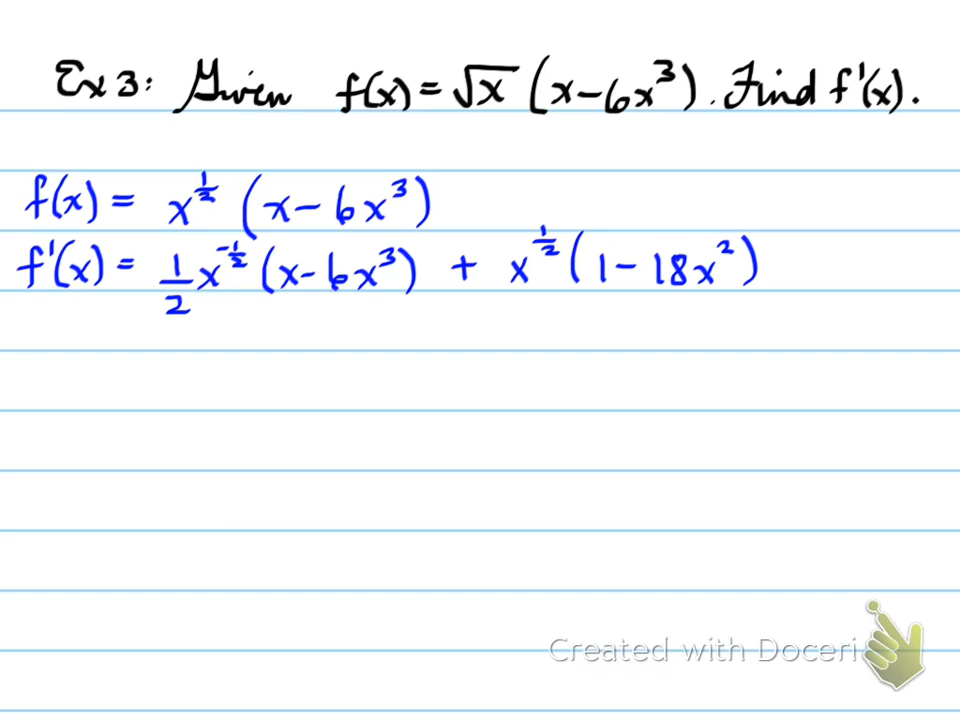 Ex 3: Given f(x) = √x (x - 6x³). Find f'(x).
f(x) = x^½ (x - 6x³)
f'(x) = ½ x^-½ (x - 6x³) + x^½ (1 - 18x²)
Created with Doceri